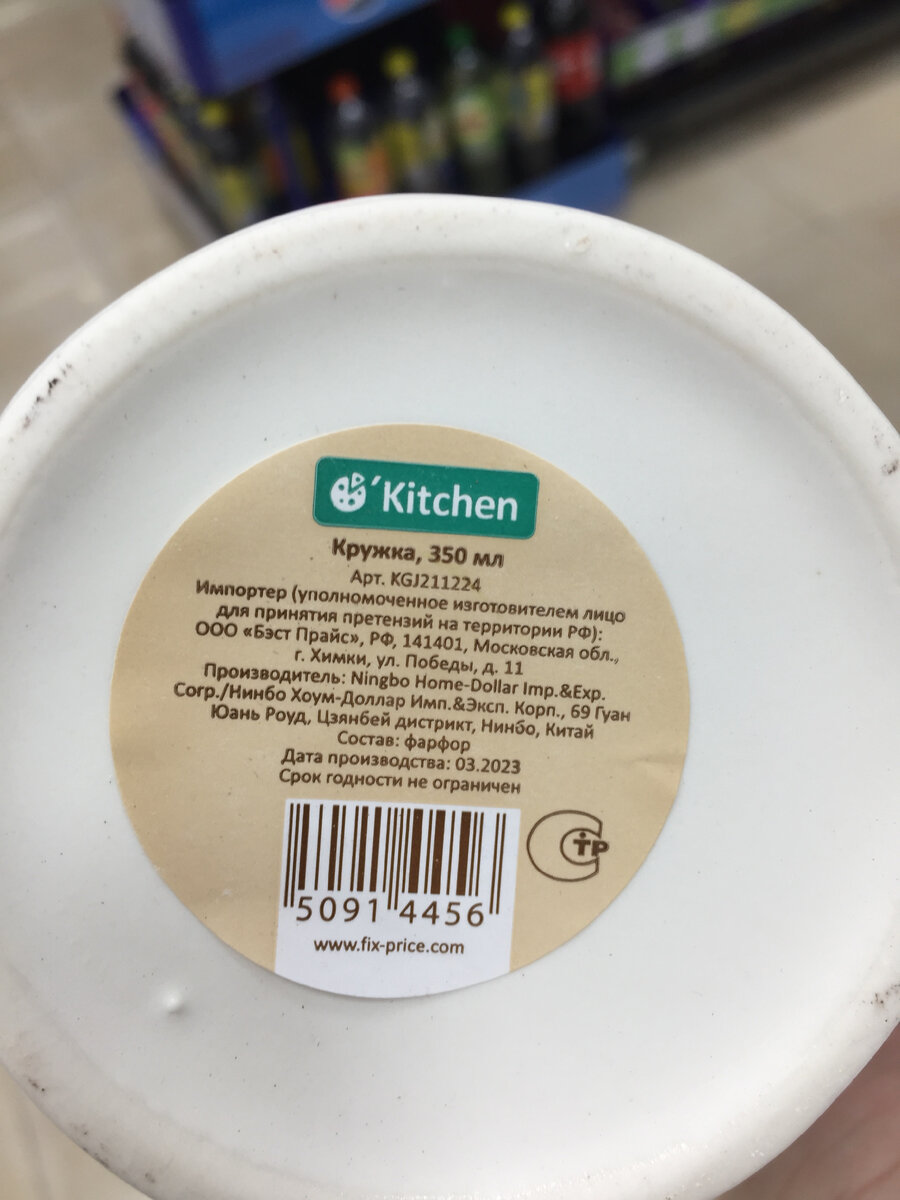 'Kitchen
Кружка, 350 мл
Арт. KGJ211224
Импортер (уполномоченное изготовителем лицо
для принятия претензий на территории РФ):
ООО «Бэст Прайс», РФ, 141401, Московская обл.,
г. Химки, ул. Победы, д. 11
Производитель: Ningbo Home-Dollar Imp.&Exp.
Corp./Нинбо Хоум-Доллар Имп.&Эксп. Корп., 69 Гуан
Юань Роуд, Цзянбей дистрикт, Нинбо, Китай
Состав: фарфор
Дата производства: 03.2023
Срок годности не ограничен
5091 4456
www.fix-price.com
СТР